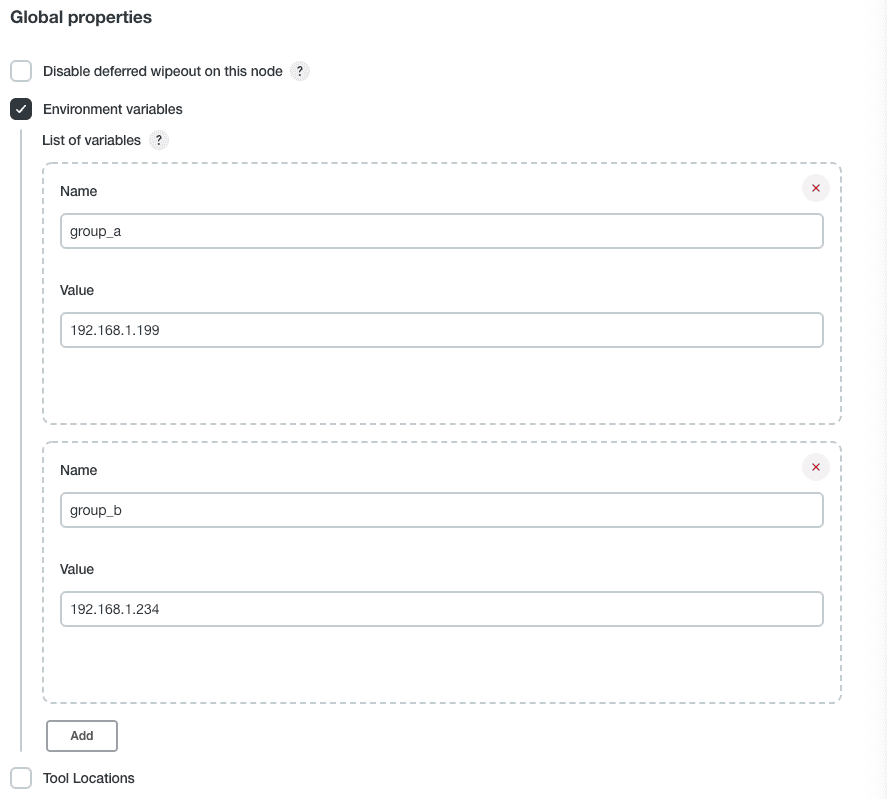 Global properties
Disable deferred wipeout on this node ?
Environment variables
List of variables ?
Name
group_a
Value
192.168.1.199
Name
group_b
Value
192.168.1.234
Add
Tool Locations